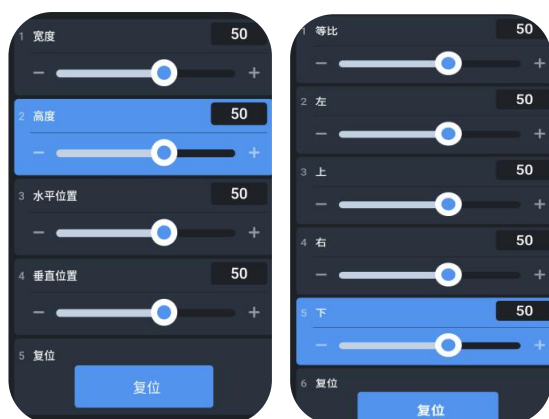 1 宽度 50
2 高度 50
3 水平位置 50
4 垂直位置 50
5 复位
复位
1 等比 50
2 左 50
3 上 50
4 右 50
5 下 50
6 复位
复位